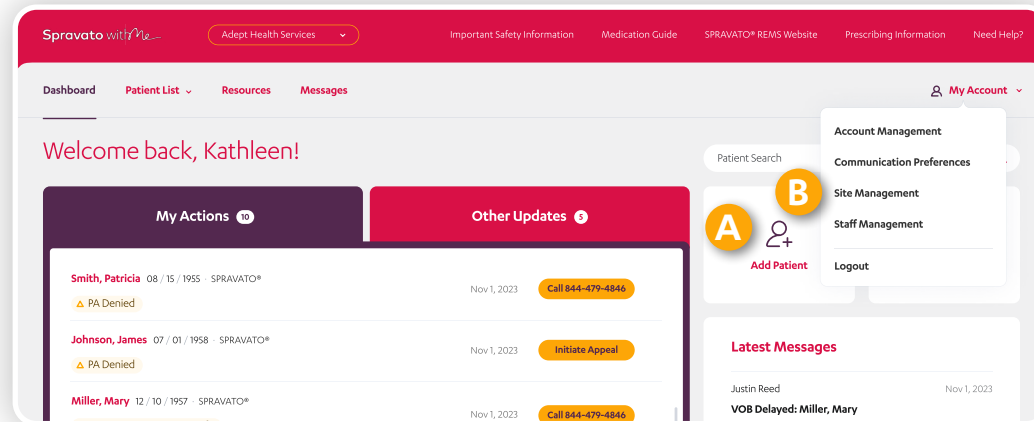 Spravato withMe
Adept Health Services
Important Safety Information
Medication Guide
SPRAVATO® REMS Website
Prescribing Information
Need Help?
Dashboard
Patient List
Resources
Messages
My Account
Account Management
Communication Preferences
Site Management
Staff Management
Logout
Welcome back, Kathleen!
Patient Search
My Actions 10
Other Updates 5
A
B
Add Patient
Smith, Patricia 08 / 15 / 1955 · SPRAVATO®
PA Denied
Nov 1, 2023
Call 844-479-4846
Johnson, James 07 / 01 / 1958 · SPRAVATO®
PA Denied
Nov 1, 2023
Initiate Appeal
Miller, Mary 12 / 10 / 1957 · SPRAVATO®
Nov 1, 2023
Call 844-479-4846
Latest Messages
Justin Reed
Nov 1, 2023
VOB Delayed: Miller, Mary